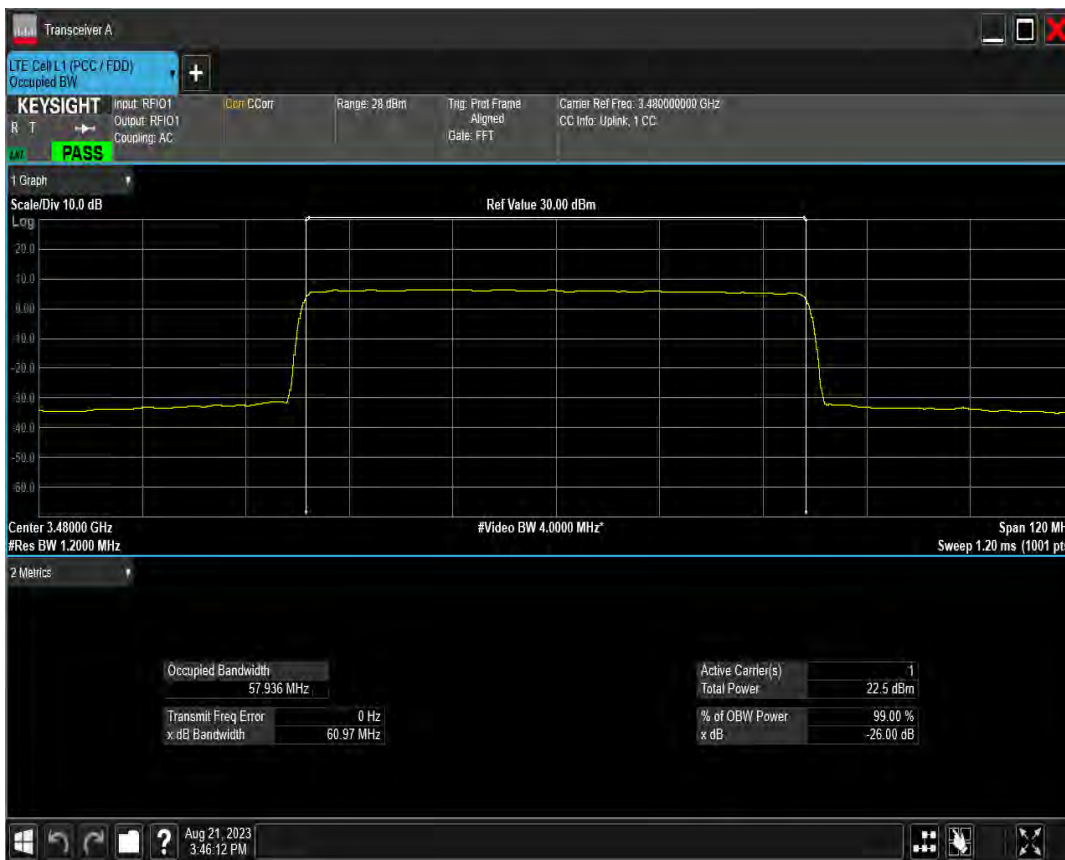 Transceiver A
LTE Cell L1 (PCC / FDD)
Occupied BW
+
KEYSIGHT
R T
PASS
Input: RFIO1
Output: RFIO1
Coupling: AC
Corr CCorr
Range: 28 dBm
Trig: Prot Frame
Aligned
Gate: FFT
Carrier Ref Freq: 3.480000000 GHz
CC Info: Uplink, 1 CC
1 Graph
Scale/Div 10.0 dB
Ref Value 30.00 dBm
Log
20.0
10.0
0.00
-10.0
-20.0
-30.0
-40.0
-50.0
-60.0
Center 3.48000 GHz
#Video BW 4.0000 MHz*
Span 120 MH
#Res BW 1.2000 MHz
Sweep 1.20 ms (1001 pts
2 Metrics
Occupied Bandwidth
57.936 MHz
Transmit Freq Error 0 Hz
x dB Bandwidth 60.97 MHz
Active Carrier(s) 1
Total Power 22.5 dBm
% of OBW Power 99.00 %
x dB -26.00 dB
?
Aug 21, 2023
3:46:12 PM